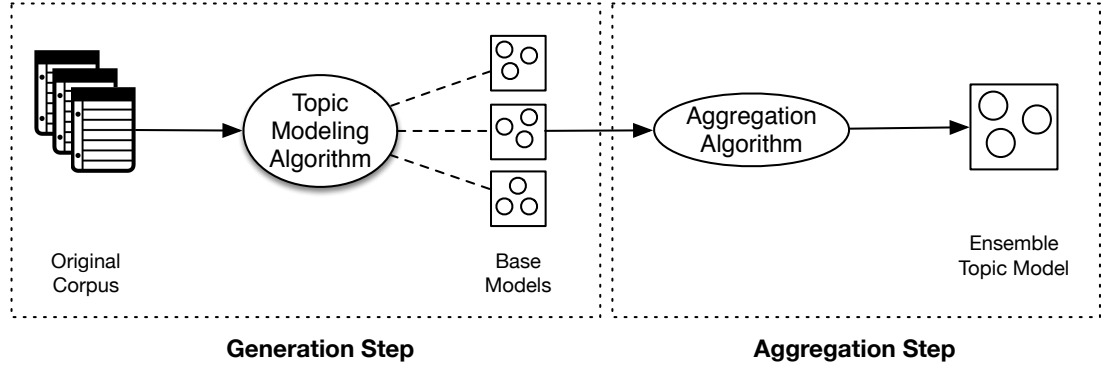 Topic
Modeling
Algorithm
Aggregation
Algorithm
Original
Corpus
Base
Models
Ensemble
Topic Model
Generation Step
Aggregation Step